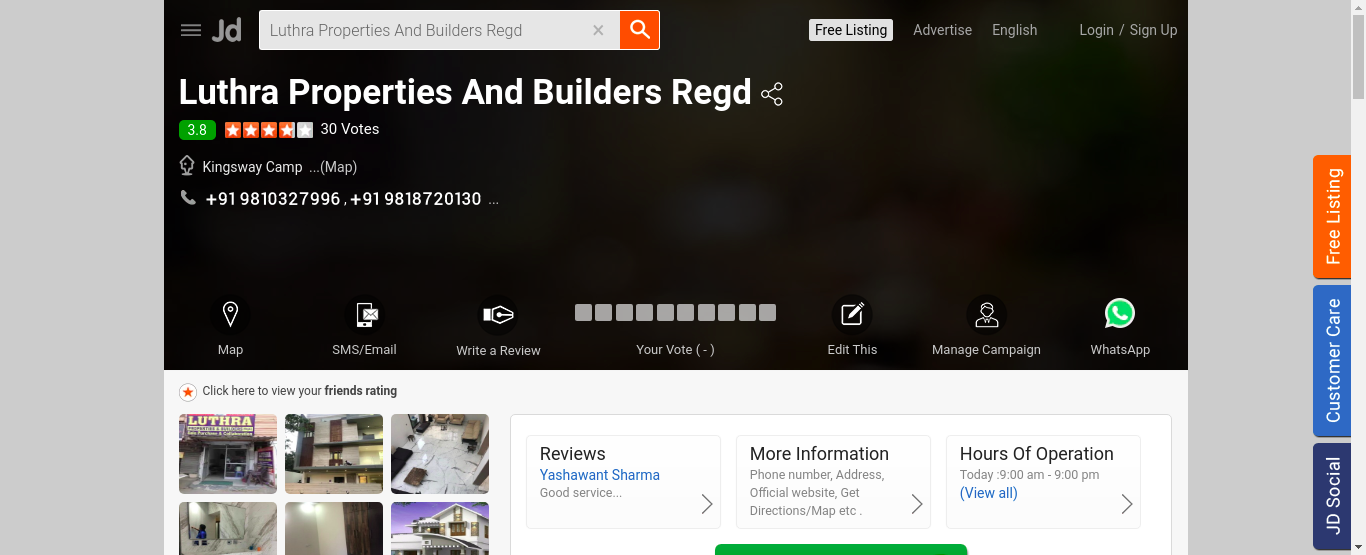 Jd
Luthra Properties And Builders Regd
Free Listing
Advertise
English
Login / Sign Up
Luthra Properties And Builders Regd
3.8
30 Votes
Kingsway Camp ...(Map)
+91 9810327996 , +91 9818720130 ...
Map
SMS/Email
Write a Review
Your Vote ( - )
Edit This
Manage Campaign
WhatsApp
Click here to view your friends rating
LUTHRA
PROPERTIES & BUILDERS
Reviews
Yashawant Sharma
Good service...
More Information
Phone number, Address,
Official website, Get
Directions/Map etc .
Hours Of Operation
Today :9:00 am - 9:00 pm
(View all)
Free Listing
Customer Care
JD Social